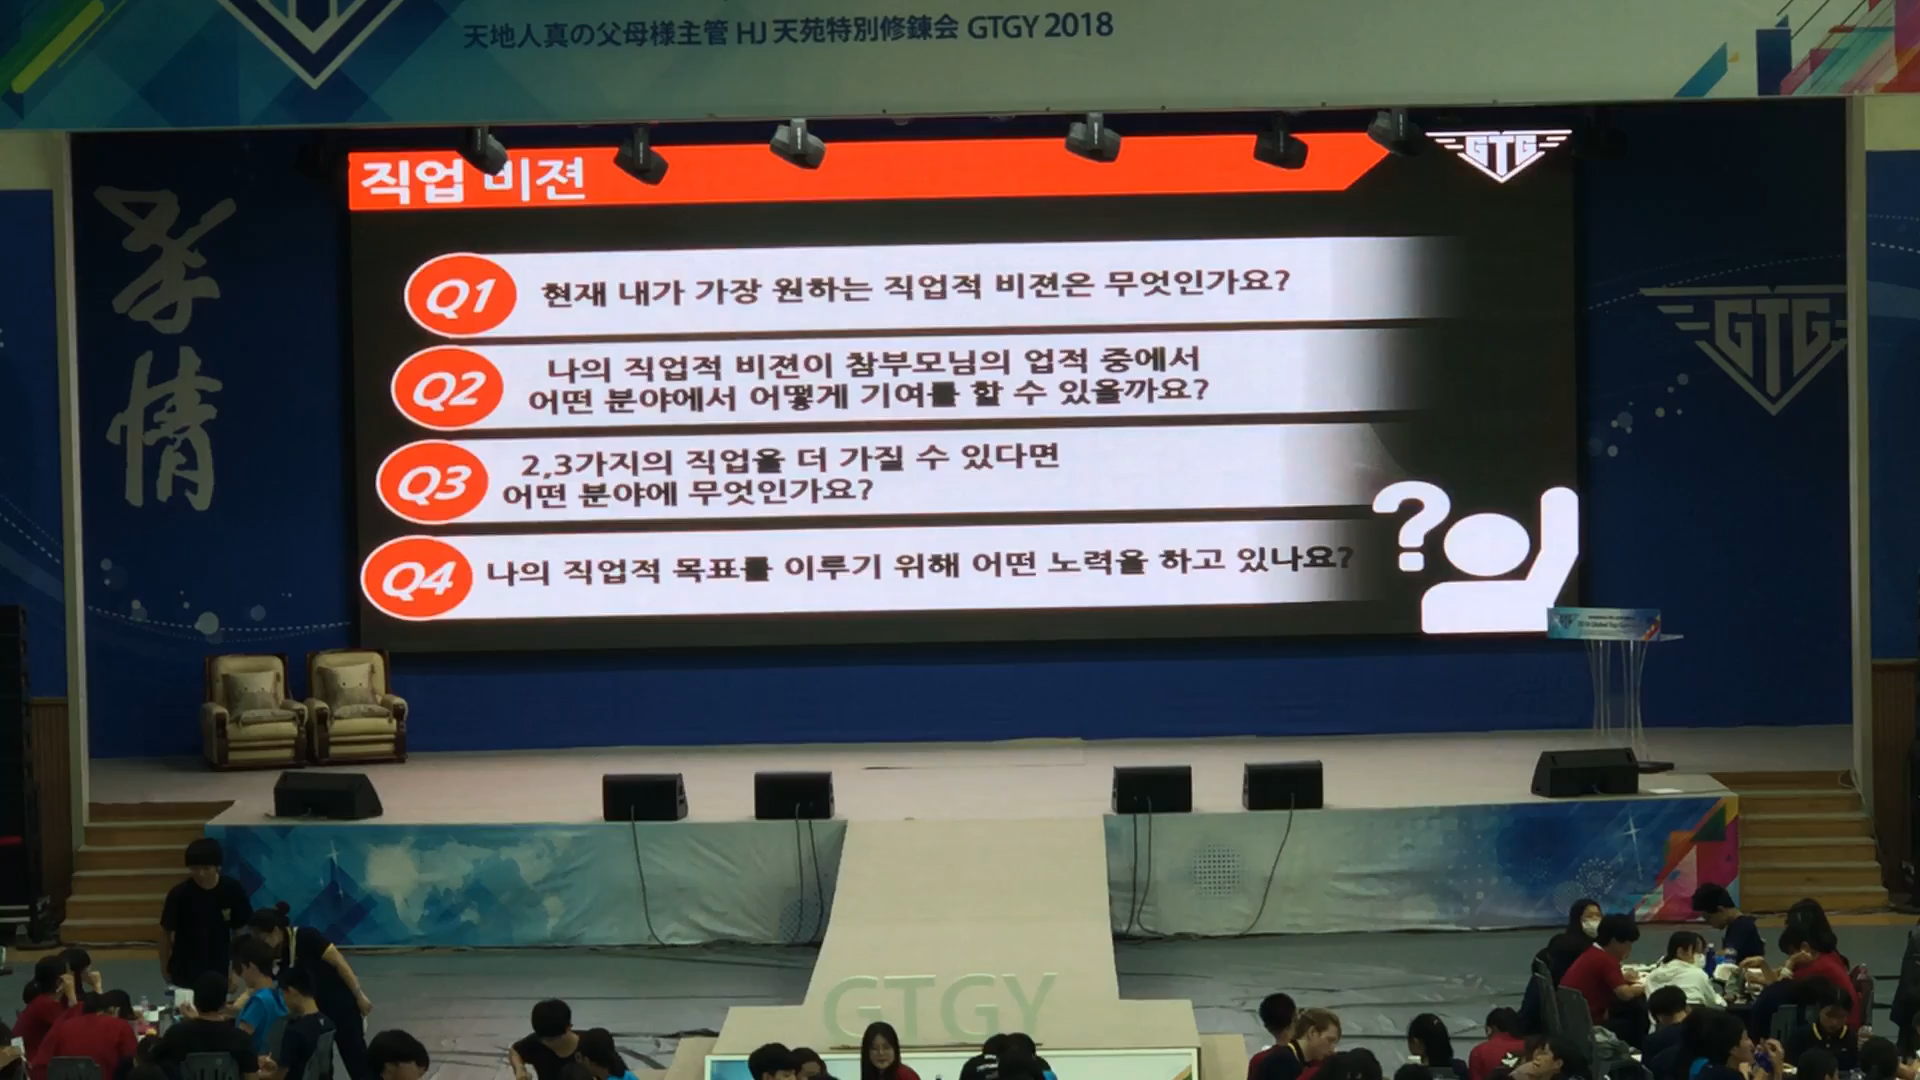 天地人真の父母様主管 HJ 天苑特別修鍊会 GTGY 2018
직업 비젼
GTG
Q1 현재 내가 가장 원하는 직업적 비젼은 무엇인가요?
Q2 나의 직업적 비젼이 참부모님의 업적 중에서
어떤 분야에서 어떻게 기여를 할 수 있을까요?
Q3 2,3가지의 직업을 더 가질 수 있다면
어떤 분야에 무엇인가요?
Q4 나의 직업적 목표를 이루기 위해 어떤 노력을 하고 있나요?
?
孝情
GTG
GTGY